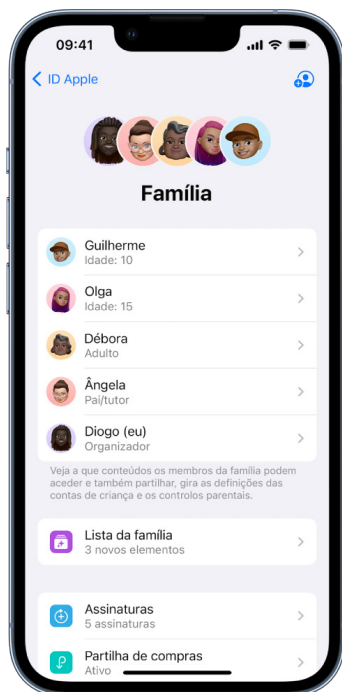 09:41
ID Apple
Família
Guilherme
Idade: 10
Olga
Idade: 15
Débora
Adulto
Ângela
Pai/tutor
Diogo (eu)
Organizador
Veja a que conteúdos os membros da família podem
aceder e também partilhar, gira as definições das
contas de criança e os controlos parentais.
Lista da família
3 novos elementos
Assinaturas
5 assinaturas
Partilha de compras
Ativo